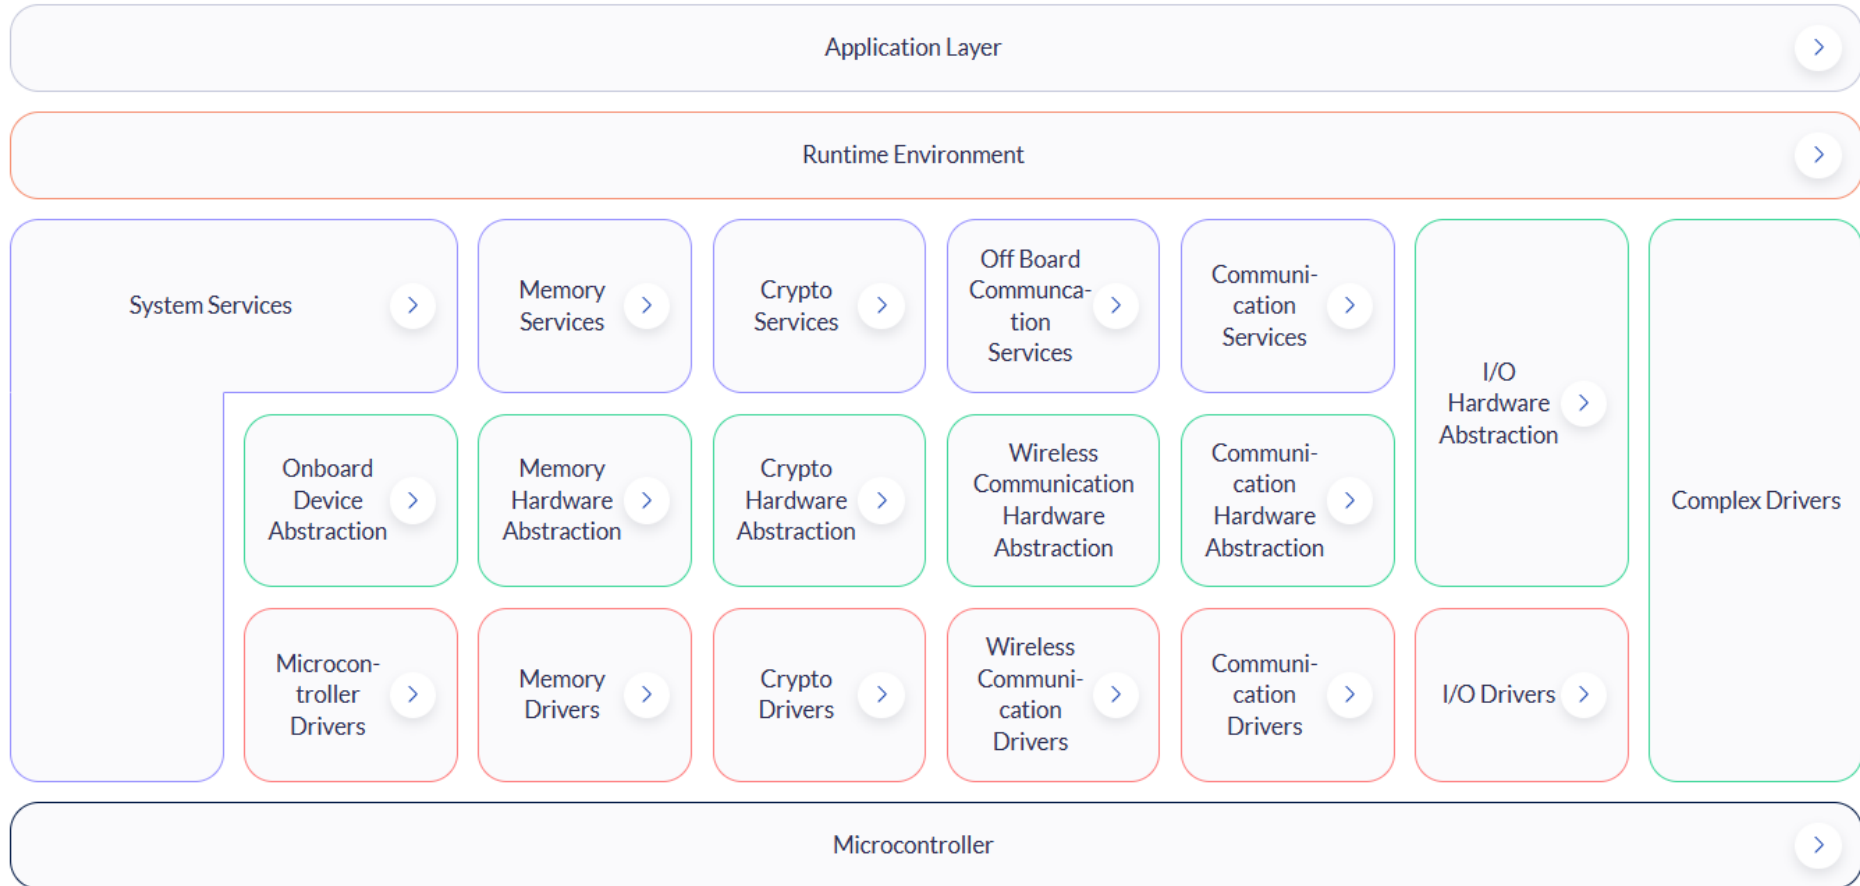 Application Layer
Runtime Environment
System Services
Memory
Services
Crypto
Services
Off Board
Communca-
tion
Services
Communi-
cation
Services
I/O
Hardware
Abstraction
Complex Drivers
Onboard
Device
Abstraction
Memory
Hardware
Abstraction
Crypto
Hardware
Abstraction
Wireless
Communication
Hardware
Abstraction
Communi-
cation
Hardware
Abstraction
Microcon-
troller
Drivers
Memory
Drivers
Crypto
Drivers
Wireless
Communi-
cation
Drivers
Communi-
cation
Drivers
I/O Drivers
Microcontroller